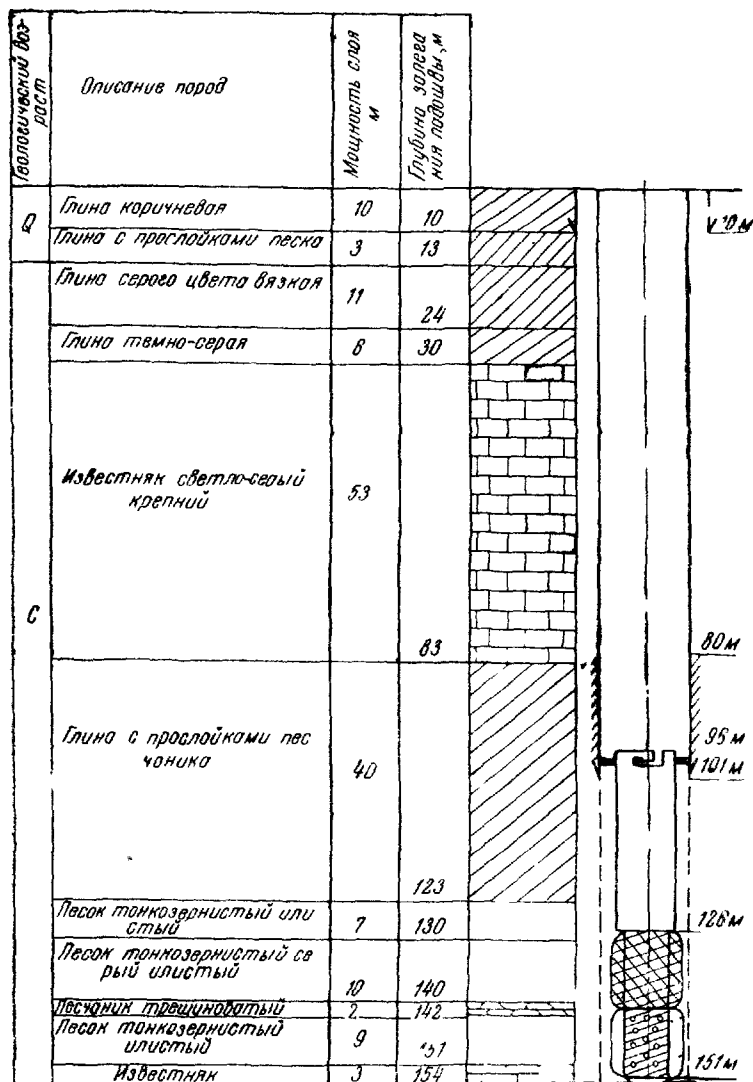 Геологический воз-
раст
Описание пород
Мощность слоя
м
Глубина залега
ния подошвы, м
Q
Глина коричневая
10
10
Глина с прослойками песка
3
13
C
Глина серого цвета вязкая
11
24
Глина темно-серая
6
30
Известняк светло-серый
крепкий
53
83
Глина с прослойками пес
чаника
40
123
Песок тонкозернистый или
стый
7
130
Песок тонкозернистый се
рый илистый
10
140
Песчаник трещиноватый
2
142
Песок тонкозернистый
илистый
9
151
Известняк
3
154
80м
95м
101м
126м
151м